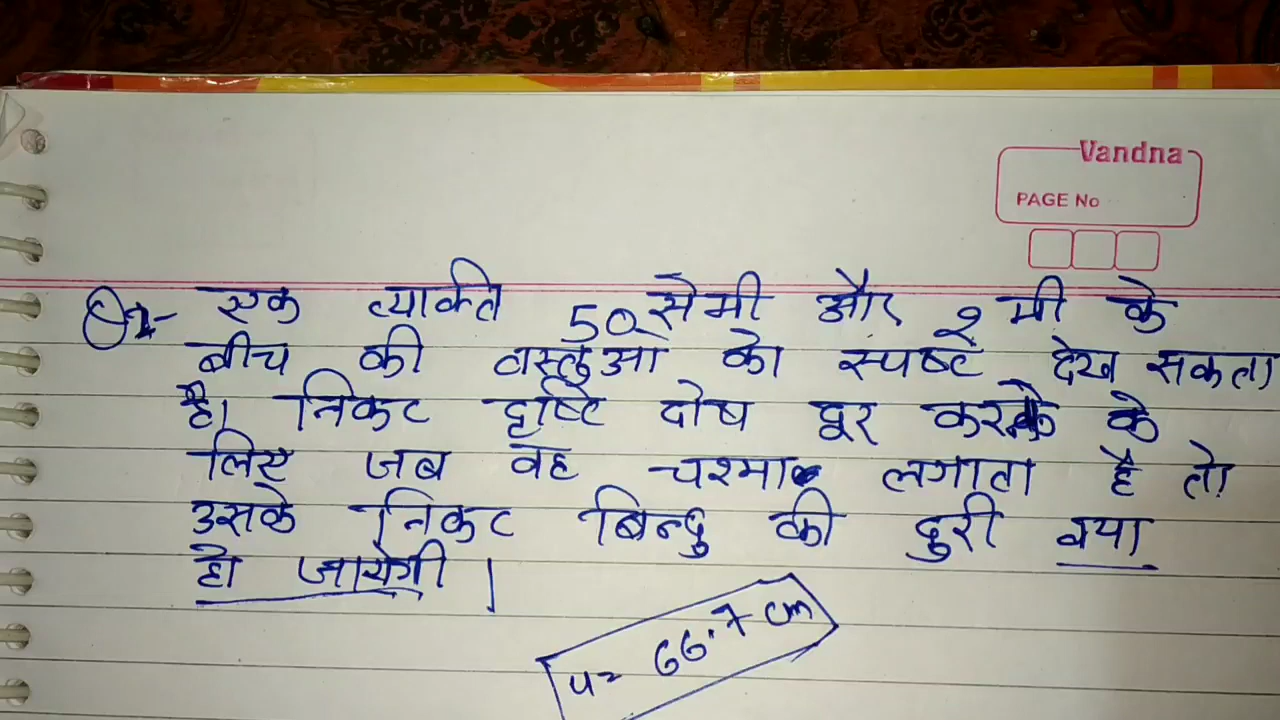 Vandna
PAGE No
Q1- एक व्यक्ति 50 सेमी और 2 मी के
बीच की वस्तुओ को स्पष्ट देख सकता
है। निकट दृष्टि दोष दूर करने के
लिए जब वह चश्मा लगाता है तो
उसके निकट बिन्दु की दुरी क्या
हो जायेगी।
u= 66.7 cm